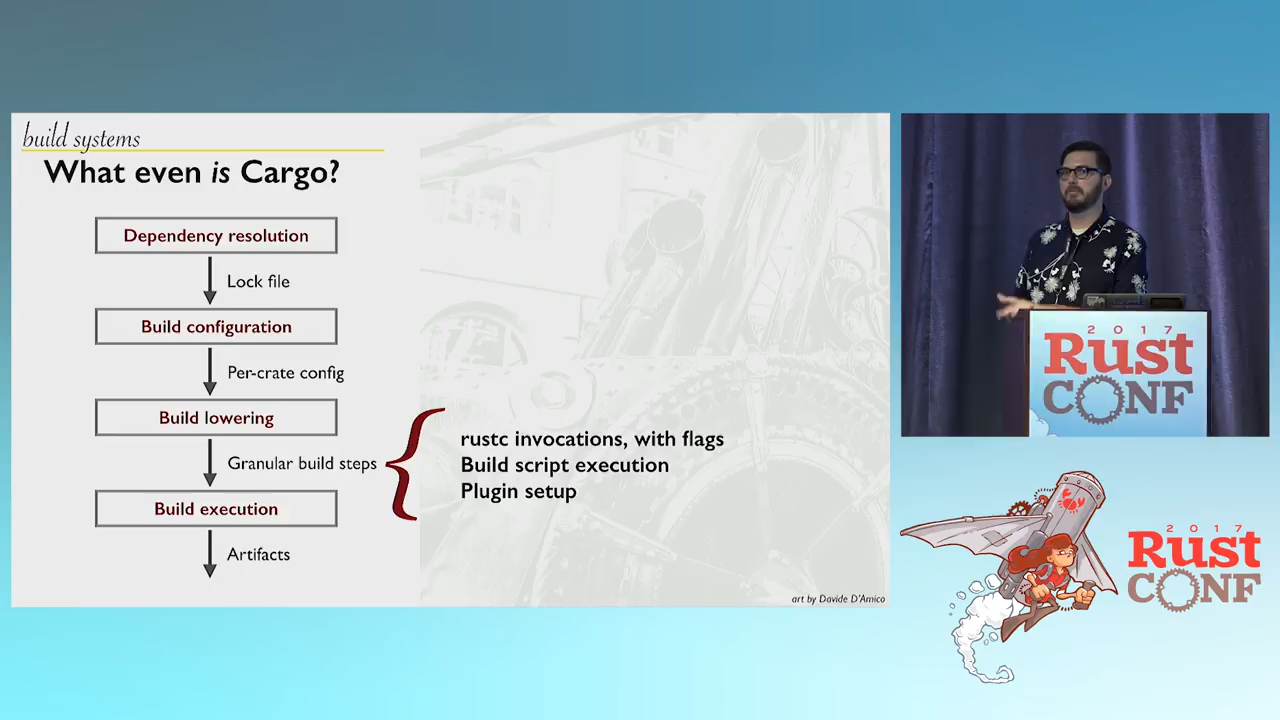 build systems
What even is Cargo?
Dependency resolution
Lock file
Build configuration
Per-crate config
Build lowering
Granular build steps
Build execution
Artifacts
rustc invocations, with flags
Build script execution
Plugin setup
art by Davide D'Amico
2017
Rust
CONF
2017
Rust
CONF